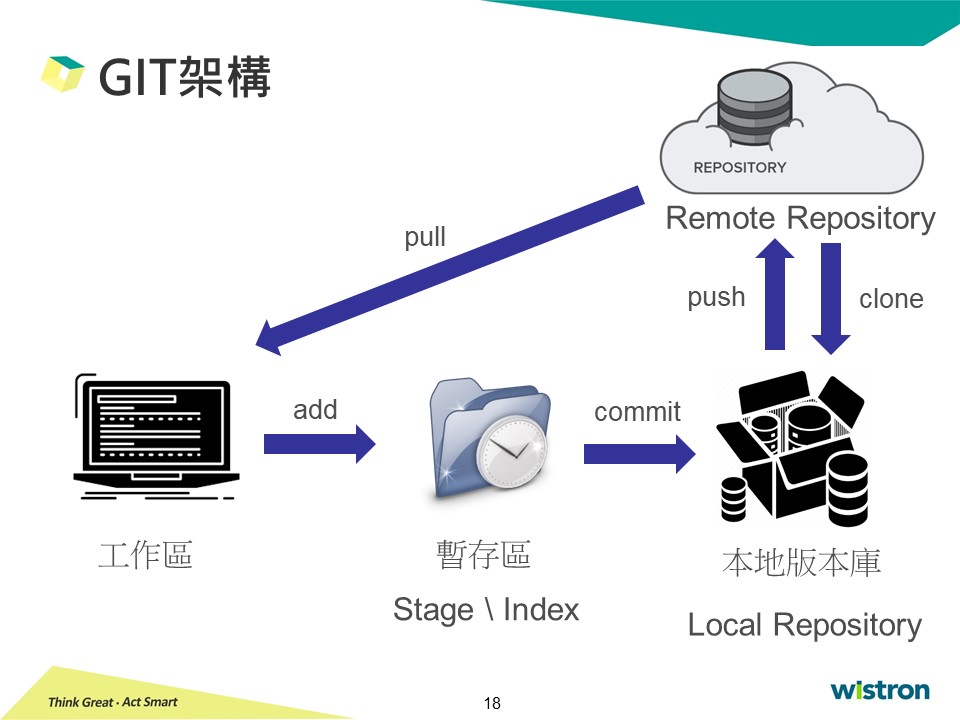 GIT架構
REPOSITORY
Remote Repository
pull
push
clone
add
commit
工作區
暫存區
本地版本庫
Stage \ Index
Local Repository
Think Great · Act Smart
18
wistron